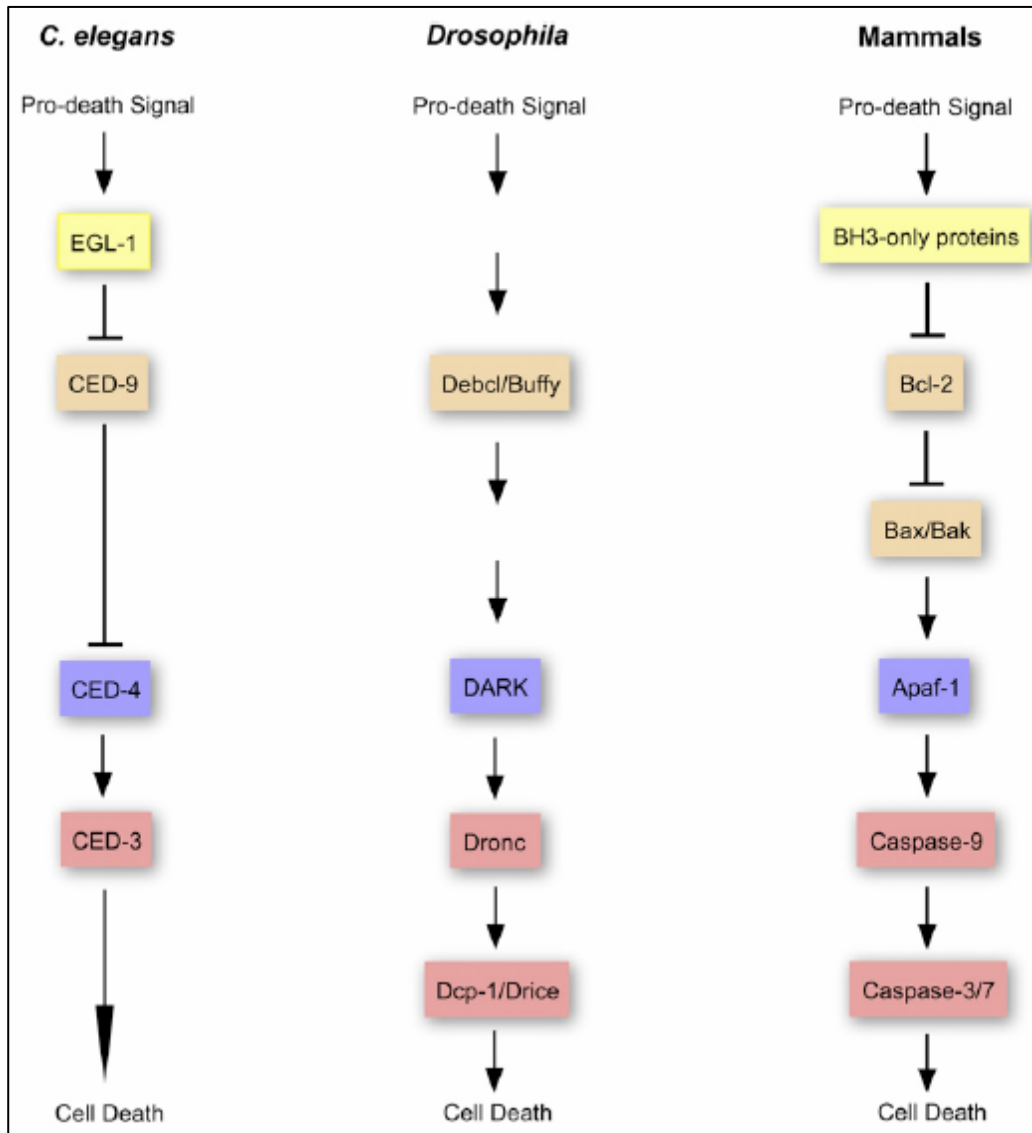 C. elegans
Drosophila
Mammals
Pro-death Signal
Pro-death Signal
Pro-death Signal
EGL-1
BH3-only proteins
CED-9
Debcl/Buffy
Bcl-2
Bax/Bak
CED-4
DARK
Apaf-1
CED-3
Dronc
Caspase-9
Dcp-1/Drice
Caspase-3/7
Cell Death
Cell Death
Cell Death